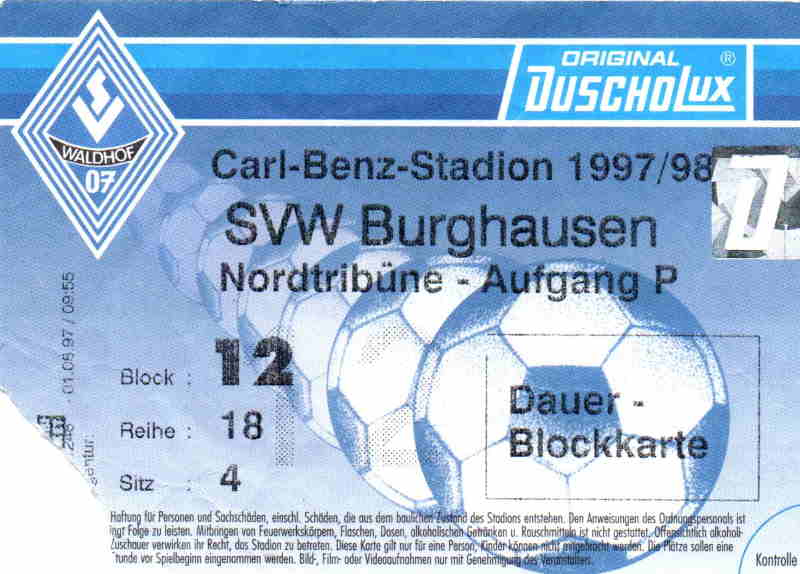 ORIGINAL ®
DUSCHOLUX
SV
WALDHOF
07
Carl-Benz-Stadion 1997/98
SVW Burghausen
Nordtribüne - Aufgang P
01.08.97 / 09:55
Block : 12
Reihe : 18
Sitz : 4
Dauer -
Blockkarte
Haftung für Personen und Sachschäden, einschl. Schäden, die aus dem baulichen Zustand des Stadions entstehen. Den Anweisungen des Ordnungspersonals ist
ngt Folge zu leisten. Mitbringen von Feuerwerkskörpern, Flaschen, Dosen, alkoholischen Getränken u. Rauschmitteln ist nicht gestattet. Offensichtlich alkoholi-
Zuschauer verwirken ihr Recht, das Stadion zu betreten. Diese Karte gilt nur für eine Person, Kinder können nicht mitgebracht werden. Die Plätze sollen eine
tunde vor Spielbeginn eingenommen werden. Bild-, Film- oder Videoaufnahmen nur mit Genehmigung des Veranstalters.
Kontrolle